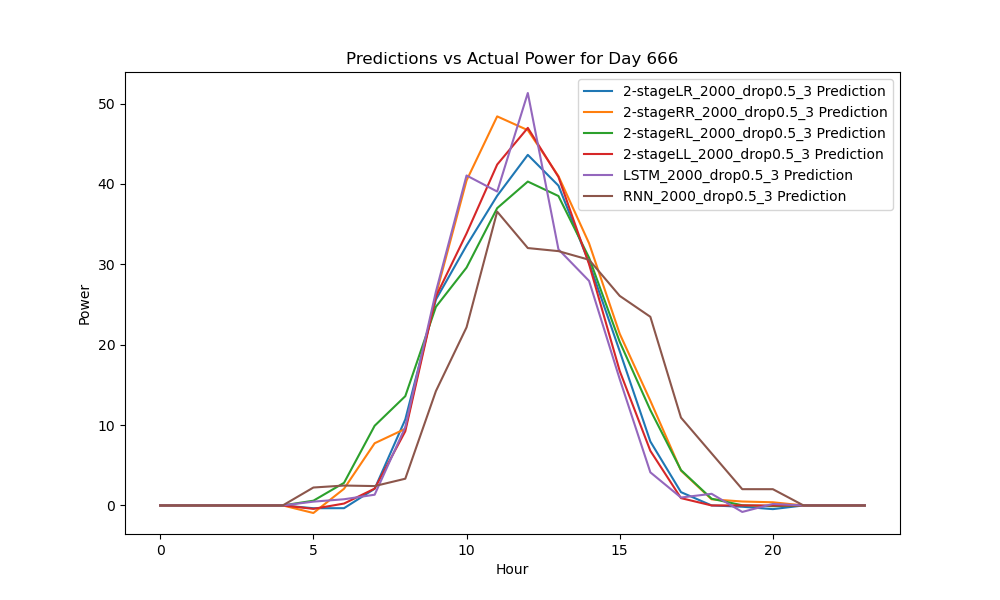 Predictions vs Actual Power for Day 666
2-stageLR_2000_drop0.5_3 Prediction
2-stageRR_2000_drop0.5_3 Prediction
2-stageRL_2000_drop0.5_3 Prediction
2-stageLL_2000_drop0.5_3 Prediction
LSTM_2000_drop0.5_3 Prediction
RNN_2000_drop0.5_3 Prediction
Power
50
40
30
20
10
0
0 5 10 15 20
Hour